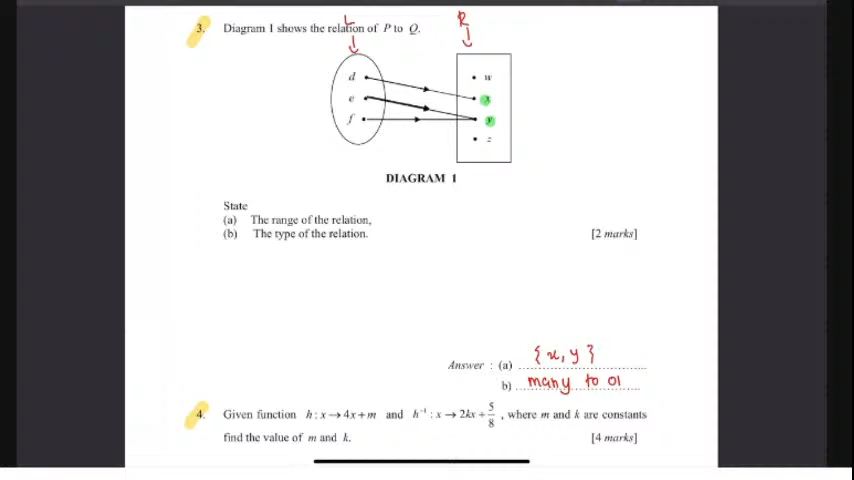 3. Diagram 1 shows the relation of P to Q.
L
R
d
e
f
w
x
y
z
DIAGRAM 1
State
(a) The range of the relation,
(b) The type of the relation. [2 marks]
Answer : (a) {x, y}
b) many to o1
4. Given function h : x → 4x + m and h⁻¹ : x → 2kx + 5/8 , where m and k are constants
find the value of m and k. [4 marks]